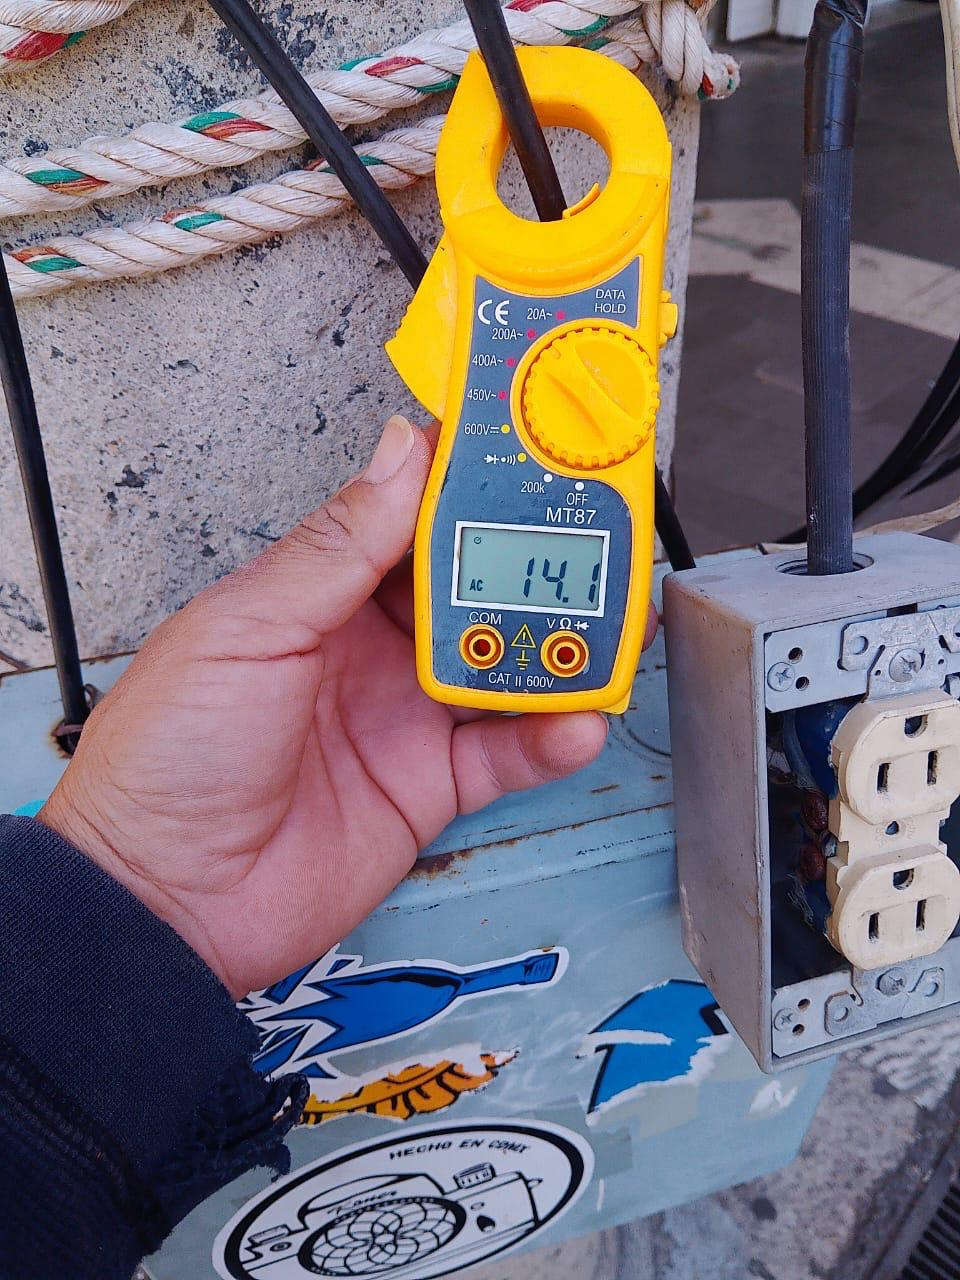 CE
DATA
HOLD
20A~
200A~
400A~
450V~
600V⎓
200k
OFF
MT87
AC 14.1
COM
VΩ
CAT II 600V
HECHO EN CDMX